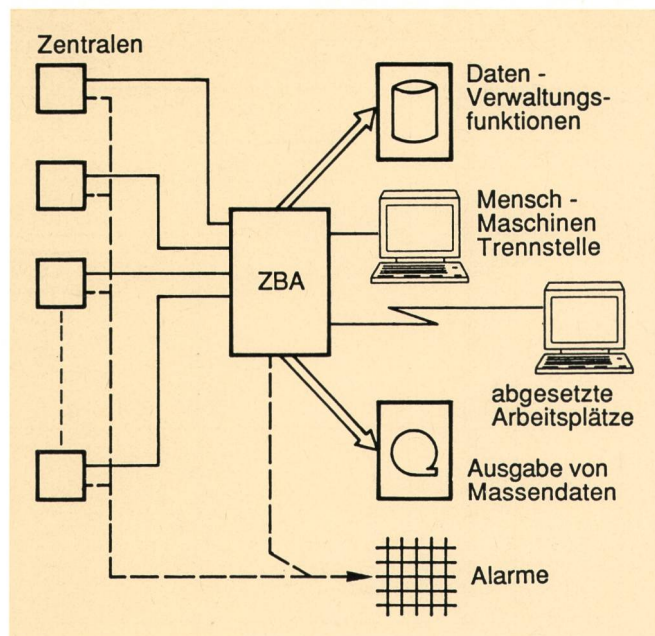 Zentralen
Daten -
Verwaltungs-
funktionen
Mensch -
Maschinen
Trennstelle
ZBA
abgesetzte
Arbeitsplätze
Ausgabe von
Massendaten
Alarme